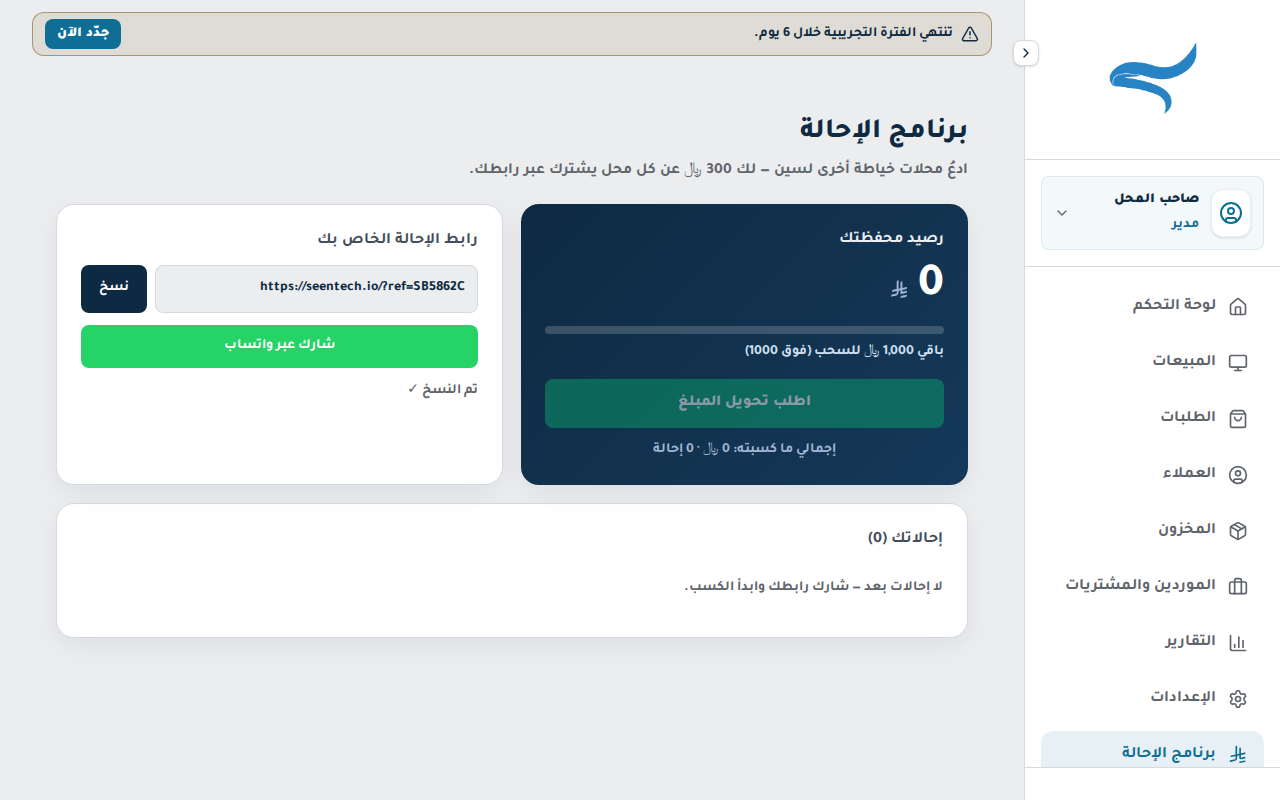 تنتهي الفترة التجريبية خلال 6 يوم.
جدّد الآن
صاحب المحل
مدير
لوحة التحكم
المبيعات
الطلبات
العملاء
المخزون
الموردين والمشتريات
التقارير
الإعدادات
برنامج الإحالة
برنامج الإحالة
ادعُ محلات خياطة أخرى لسين – لك 300 ﷼ عن كل محل يشترك عبر رابطك.
رصيد محفظتك
0
باقي 1,000 ﷼ للسحب (فوق 1000)
اطلب تحويل المبلغ
إجمالي ما كسبته: 0 ﷼ · 0 إحالة
رابط الإحالة الخاص بك
https://seentech.io/?ref=SB5862C
نسخ
شارك عبر واتساب
تم النسخ ✓
إحالاتك (0)
لا إحالات بعد – شارك رابطك وابدأ الكسب.